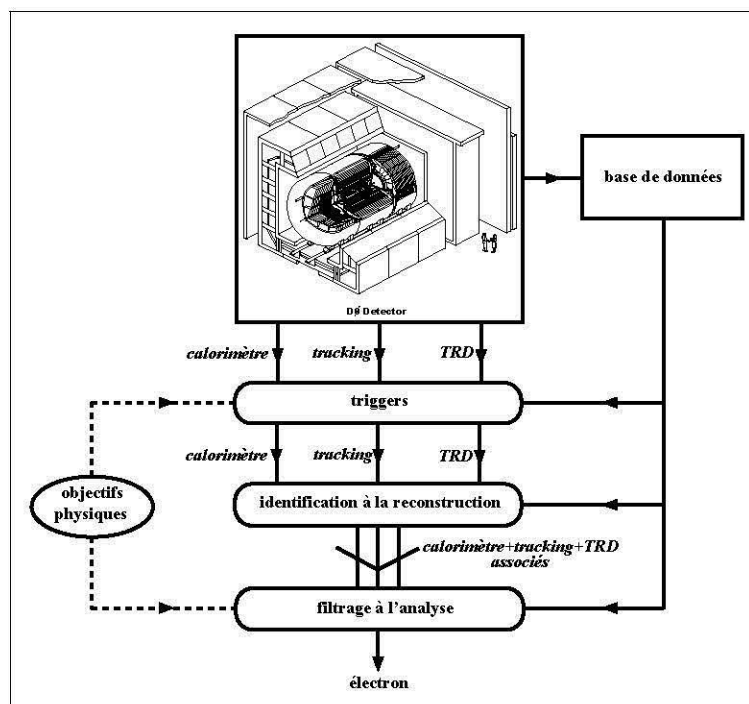 base de données
DØ Detector
calorimètre tracking TRD
triggers
calorimètre tracking TRD
objectifs
physiques
identification à la reconstruction
calorimètre+tracking+TRD
associés
filtrage à l'analyse
électron